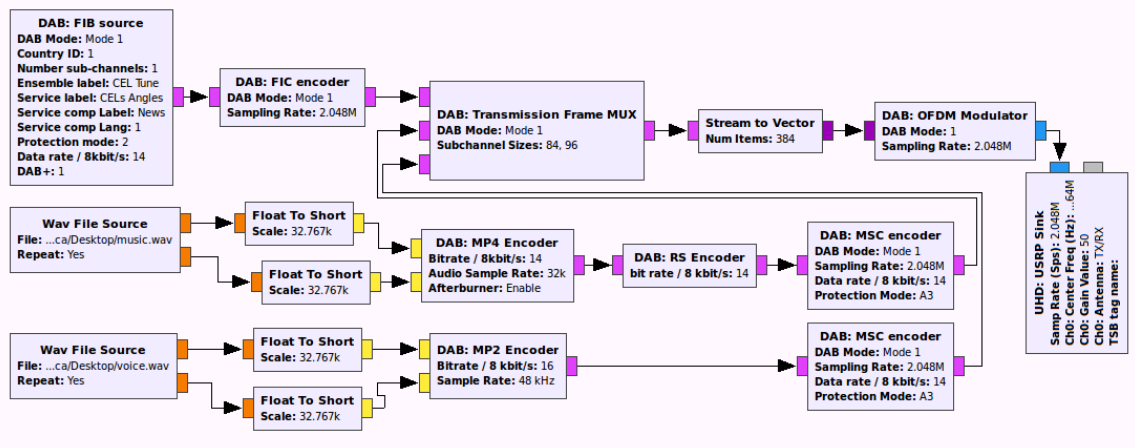 DAB: FIB source
DAB Mode: Mode 1
Country ID: 1
Number sub-channels: 1
Ensemble label: CEL Tune
Service label: CELs Angles
Service comp Label: News
Service comp Lang: 1
Protection mode: 2
Data rate / 8kbit/s: 14
DAB+: 1
DAB: FIC encoder
DAB Mode: Mode 1
Sampling Rate: 2.048M
DAB: Transmission Frame MUX
DAB Mode: Mode 1
Subchannel Sizes: 84, 96
Stream to Vector
Num Items: 384
DAB: OFDM Modulator
DAB Mode: 1
Sampling Rate: 2.048M
UHD: USRP Sink
Samp Rate (Sps): 2.048M
Ch0: Center Freq (Hz): ...64M
Ch0: Gain Value: 50
Ch0: Antenna: TX/RX
TSB tag name:
Wav File Source
File: ...ca/Desktop/music.wav
Repeat: Yes
Float To Short
Scale: 32.767k
Float To Short
Scale: 32.767k
DAB: MP4 Encoder
Bitrate / 8kbit/s: 14
Audio Sample Rate: 32k
Afterburner: Enable
DAB: RS Encoder
bit rate / 8 kbit/s: 14
DAB: MSC encoder
DAB Mode: Mode 1
Sampling Rate: 2.048M
Data rate / 8 kbit/s: 14
Protection Mode: A3
Wav File Source
File: ...ca/Desktop/voice.wav
Repeat: Yes
Float To Short
Scale: 32.767k
Float To Short
Scale: 32.767k
DAB: MP2 Encoder
Bitrate / 8 kbit/s: 16
Sample Rate: 48 kHz
DAB: MSC encoder
DAB Mode: Mode 1
Sampling Rate: 2.048M
Data rate / 8 kbit/s: 14
Protection Mode: A3